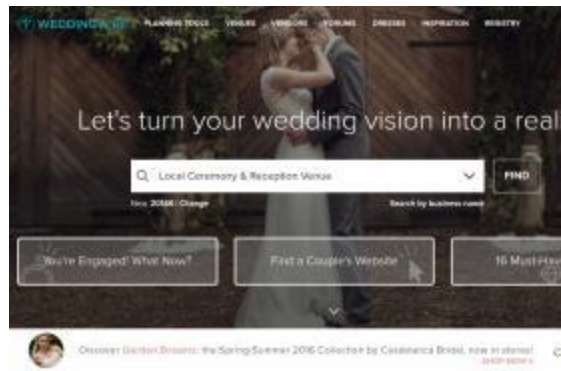 WEDDINGWIRE PLANNING TOOLS VENUES VENDORS FORUMS DRESSES INSPIRATION REGISTRY
Let's turn your wedding vision into a real
Local Ceremony & Reception Venue FIND
Near Change Search by business name
You're Engaged! What Now? Find a Couple's Website 16 Must-Hav
Discover Garden Dreams: the Spring-Summer 2016 Collection by Casablanca Bridal, now in stores!
SHOP NOW